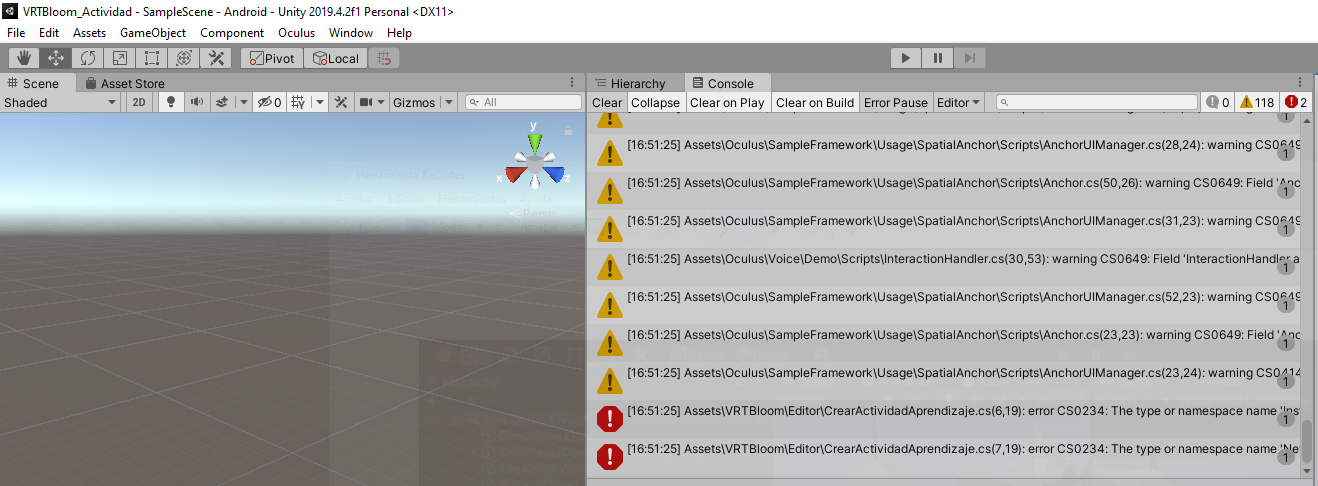 VRTBloom_Actividad - SampleScene - Android - Unity 2019.4.2f1 Personal <DX11>
File Edit Assets GameObject Component Oculus Window Help
Pivot Local
Scene Asset Store
Hierarchy Console
Shaded 2D 0 Gizmos All
Clear Collapse Clear on Play Clear on Build Error Pause Editor 0 118 2
1
y
x
z
[16:51:25] Assets\Oculus\SampleFramework\Usage\SpatialAnchor\Scripts\AnchorUIManager.cs(28,24): warning CS0649
1
[16:51:25] Assets\Oculus\SampleFramework\Usage\SpatialAnchor\Scripts\Anchor.cs(50,26): warning CS0649: Field 'Anc
1
[16:51:25] Assets\Oculus\SampleFramework\Usage\SpatialAnchor\Scripts\AnchorUIManager.cs(31,23): warning CS0649
1
[16:51:25] Assets\Oculus\Voice\Demo\Scripts\InteractionHandler.cs(30,53): warning CS0649: Field 'InteractionHandler
1
[16:51:25] Assets\Oculus\SampleFramework\Usage\SpatialAnchor\Scripts\AnchorUIManager.cs(52,23): warning CS0649
1
[16:51:25] Assets\Oculus\SampleFramework\Usage\SpatialAnchor\Scripts\Anchor.cs(23,23): warning CS0649: Field 'Anc
1
[16:51:25] Assets\Oculus\SampleFramework\Usage\SpatialAnchor\Scripts\AnchorUIManager.cs(23,24): warning CS0414
1
[16:51:25] Assets\VRTBloom\Editor\CrearActividadAprendizaje.cs(6,19): error CS0234: The type or namespace name 'Ins
1
[16:51:25] Assets\VRTBloom\Editor\CrearActividadAprendizaje.cs(7,19): error CS0234: The type or namespace name 'Ne
1